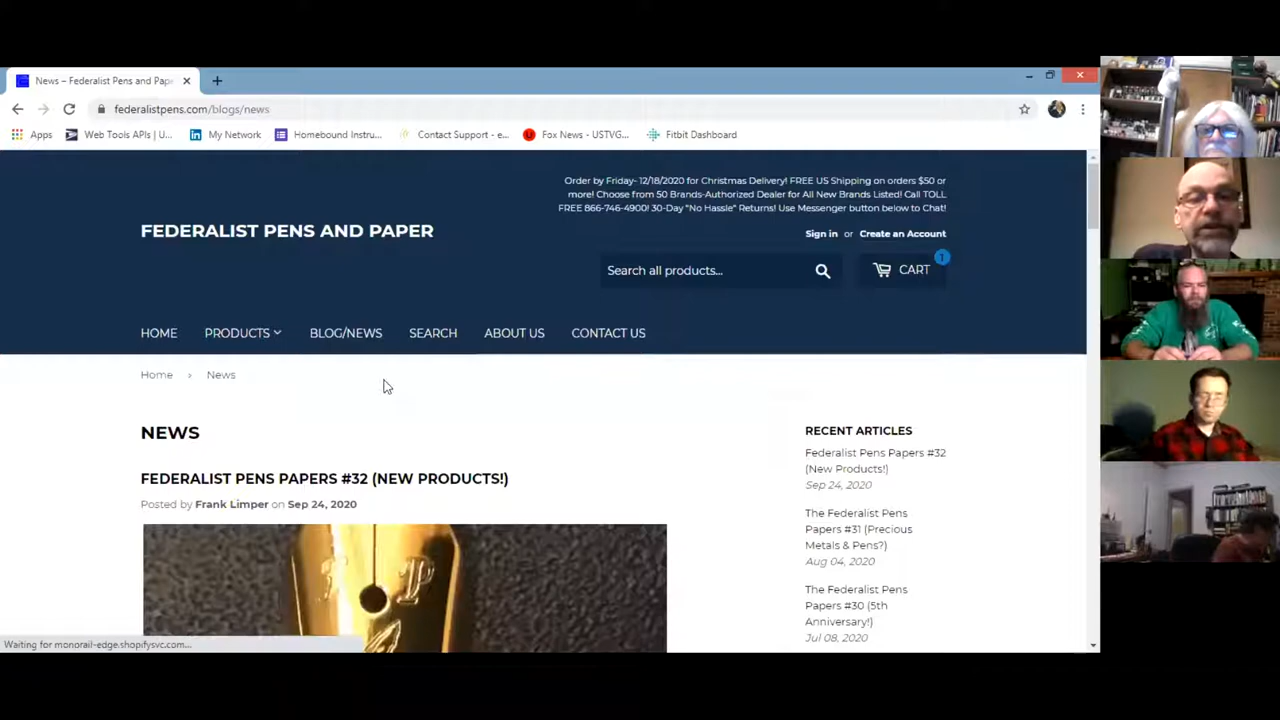 News – Federalist Pens and Pape
federalistpens.com/blogs/news
Apps
Web Tools APIs | U...
My Network
Homebound Instru...
Contact Support - e...
Fox News - USTVG...
Fitbit Dashboard
Order by Friday- 12/18/2020 for Christmas Delivery! FREE US Shipping on orders $50 or
more! Choose from 50 Brands-Authorized Dealer for All New Brands Listed! Call TOLL
FREE 866-746-4900! 30-Day "No Hassle" Returns! Use Messenger button below to Chat!
FEDERALIST PENS AND PAPER
Sign in or Create an Account
Search all products...
CART
1
HOME
PRODUCTS
BLOG/NEWS
SEARCH
ABOUT US
CONTACT US
Home › News
NEWS
FEDERALIST PENS PAPERS #32 (NEW PRODUCTS!)
Posted by Frank Limper on Sep 24, 2020
F P
RECENT ARTICLES
Federalist Pens Papers #32
(New Products!)
Sep 24, 2020
The Federalist Pens
Papers #31 (Precious
Metals & Pens?)
Aug 04, 2020
The Federalist Pens
Papers #30 (5th
Anniversary!)
Jul 08, 2020
Waiting for monorail-edge.shopifysvc.com...